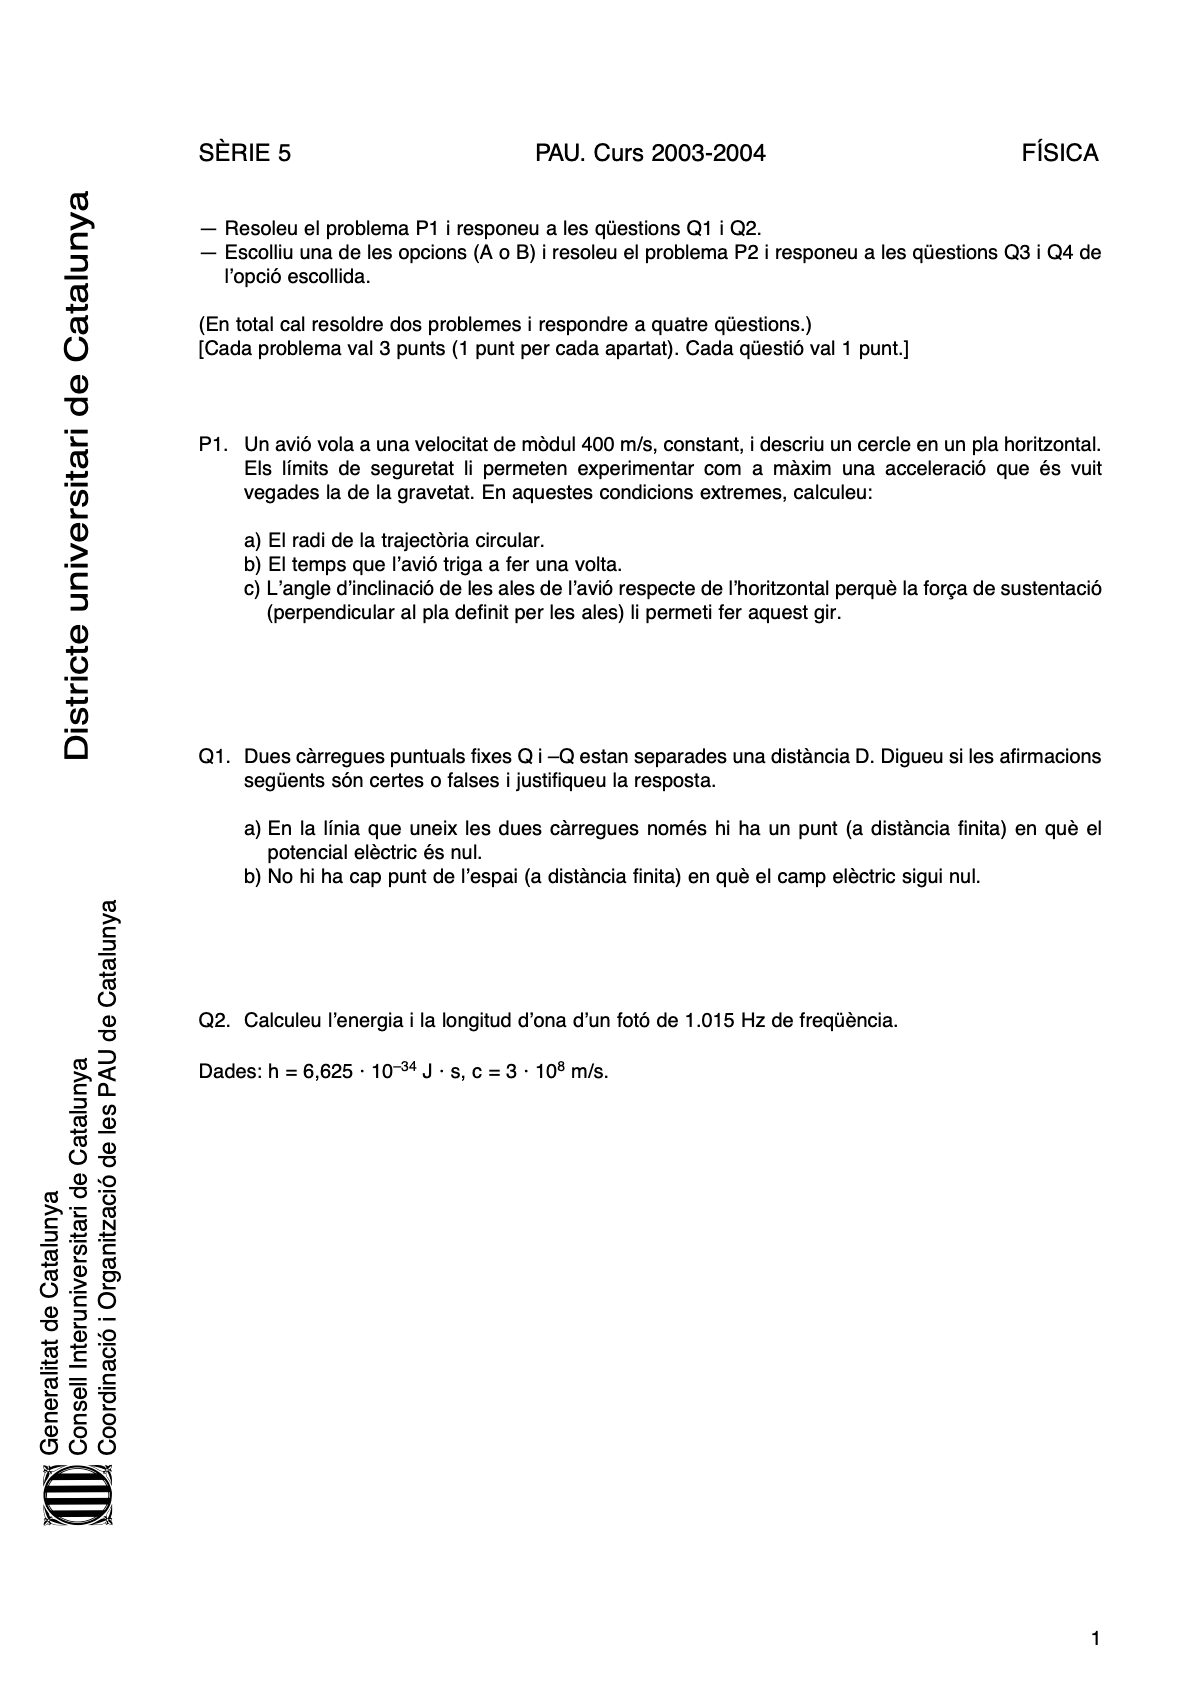 SÈRIE 5 PAU. Curs 2003-2004 FÍSICA
— Resoleu el problema P1 i responeu a les qüestions Q1 i Q2.
— Escolliu una de les opcions (A o B) i resoleu el problema P2 i responeu a les qüestions Q3 i Q4 de
l’opció escollida.
(En total cal resoldre dos problemes i respondre a quatre qüestions.)
[Cada problema val 3 punts (1 punt per cada apartat). Cada qüestió val 1 punt.]
P1. Un avió vola a una velocitat de mòdul 400 m/s, constant, i descriu un cercle en un pla horitzontal.
Els límits de seguretat li permeten experimentar com a màxim una acceleració que és vuit
vegades la de la gravetat. En aquestes condicions extremes, calculeu:
a) El radi de la trajectòria circular.
b) El temps que l’avió triga a fer una volta.
c) L’angle d’inclinació de les ales de l’avió respecte de l’horitzontal perquè la força de sustentació
(perpendicular al pla definit per les ales) li permeti fer aquest gir.
Q1. Dues càrregues puntuals fixes Q i –Q estan separades una distància D. Digueu si les afirmacions
següents són certes o falses i justifiqueu la resposta.
a) En la línia que uneix les dues càrregues només hi ha un punt (a distància finita) en què el
potencial elèctric és nul.
b) No hi ha cap punt de l’espai (a distància finita) en què el camp elèctric sigui nul.
Q2. Calculeu l’energia i la longitud d’ona d’un fotó de 1.015 Hz de freqüència.
Dades: h = 6,625 · 10⁻³⁴ J · s, c = 3 · 10⁸ m/s.
Districte universitari de Catalunya
Generalitat de Catalunya
Consell Interuniversitari de Catalunya
Coordinació i Organització de les PAU de Catalunya
1